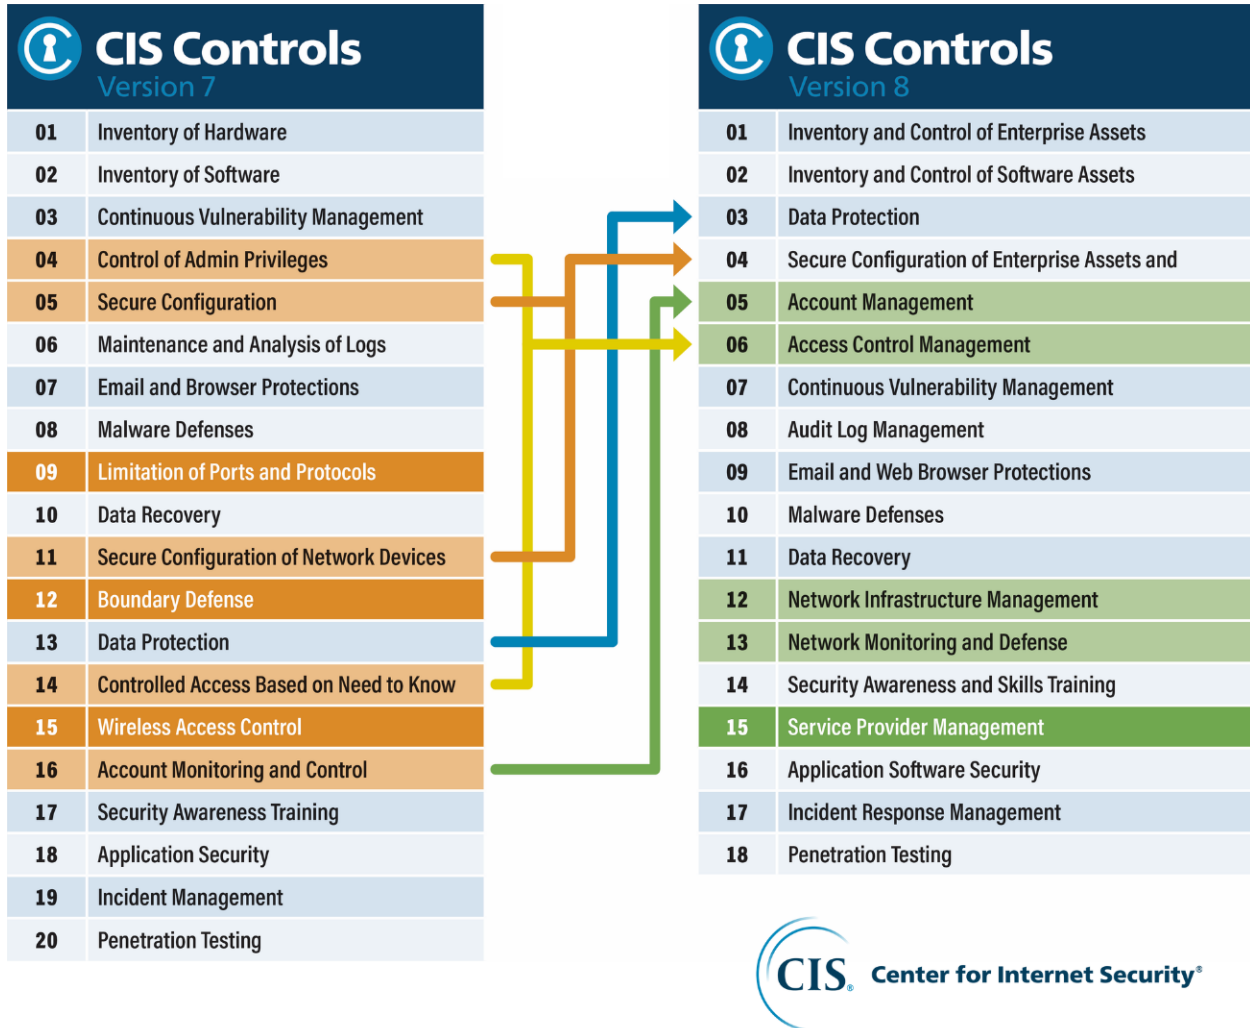 CIS Controls
Version 7
01 Inventory of Hardware
02 Inventory of Software
03 Continuous Vulnerability Management
04 Control of Admin Privileges
05 Secure Configuration
06 Maintenance and Analysis of Logs
07 Email and Browser Protections
08 Malware Defenses
09 Limitation of Ports and Protocols
10 Data Recovery
11 Secure Configuration of Network Devices
12 Boundary Defense
13 Data Protection
14 Controlled Access Based on Need to Know
15 Wireless Access Control
16 Account Monitoring and Control
17 Security Awareness Training
18 Application Security
19 Incident Management
20 Penetration Testing
CIS Controls
Version 8
01 Inventory and Control of Enterprise Assets
02 Inventory and Control of Software Assets
03 Data Protection
04 Secure Configuration of Enterprise Assets and
05 Account Management
06 Access Control Management
07 Continuous Vulnerability Management
08 Audit Log Management
09 Email and Web Browser Protections
10 Malware Defenses
11 Data Recovery
12 Network Infrastructure Management
13 Network Monitoring and Defense
14 Security Awareness and Skills Training
15 Service Provider Management
16 Application Software Security
17 Incident Response Management
18 Penetration Testing
CIS® Center for Internet Security®